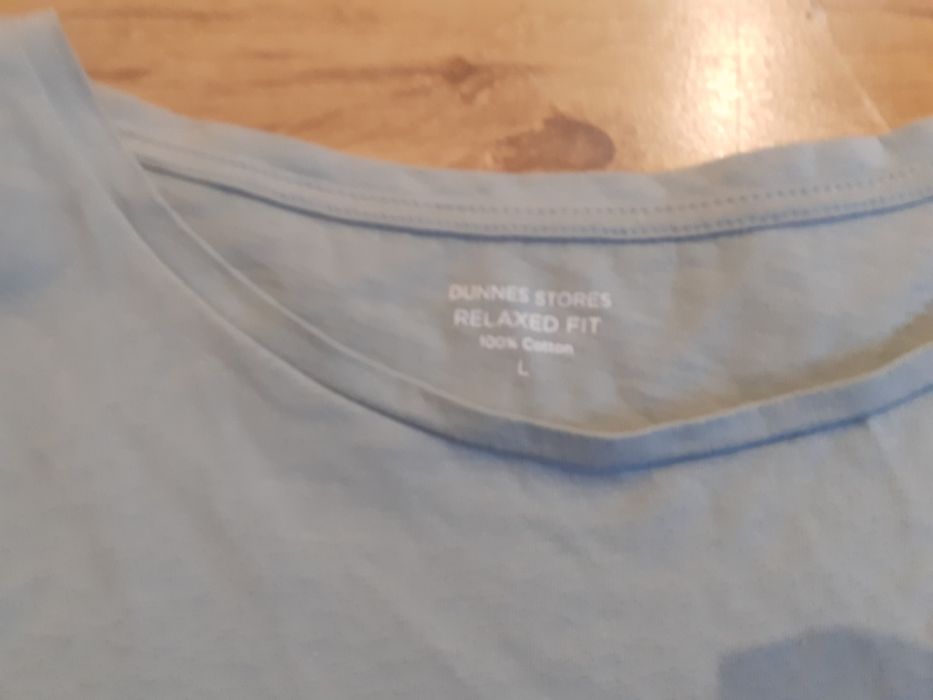 DUNNES STORES
RELAXED FIT
100% Cotton
L